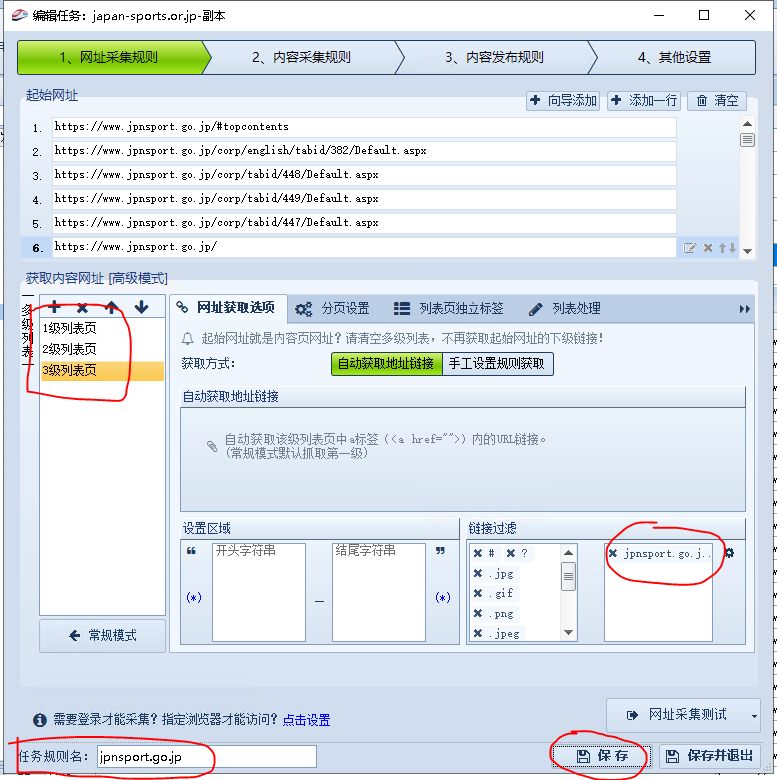 编辑任务: japan-sports.or.jp-副本
1、网址采集规则
2、内容采集规则
3、内容发布规则
4、其他设置
起始网址
向导添加
添加一行
清空
1. https://www.jpnsport.go.jp/#topcontents
2. https://www.jpnsport.go.jp/corp/english/tabid/382/Default.aspx
3. https://www.jpnsport.go.jp/corp/tabid/448/Default.aspx
4. https://www.jpnsport.go.jp/corp/tabid/449/Default.aspx
5. https://www.jpnsport.go.jp/corp/tabid/447/Default.aspx
6. https://www.jpnsport.go.jp/
获取内容网址 [高级模式]
多级列表
1级列表页
2级列表页
3级列表页
常规模式
网址获取选项
分页设置
列表页独立标签
列表处理
起始网址就是内容页网址? 请清空多级列表, 不再获取起始网址的下级链接!
获取方式:
自动获取地址链接
手工设置规则获取
自动获取地址链接
自动获取该级列表页中a标签 (<a href="">) 内的URL链接。
(常规模式默认抓取第一级)
设置区域
开头字符串
(*)
—
结尾字符串
(*)
链接过滤
# ?
.jpg
.gif
.png
.jpeg
jpnsport.go.j..
需要登录才能采集? 指定浏览器才能访问? 点击设置
网址采集测试
任务规则名: jpnsport.go.jp
保存
保存并退出